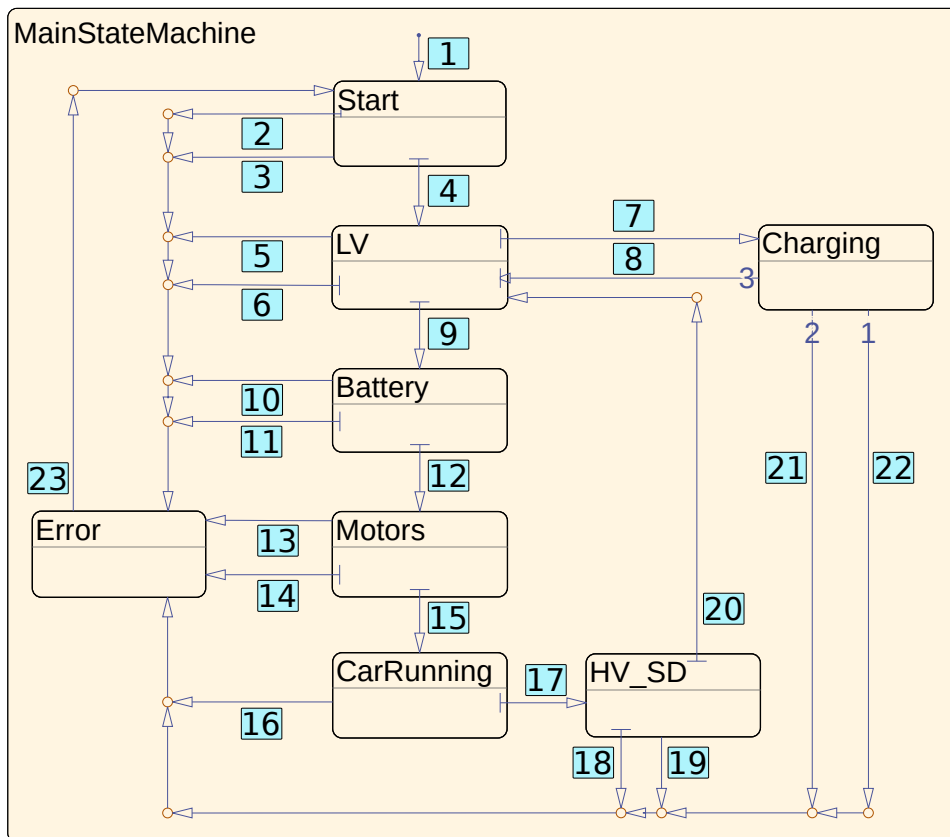 MainStateMachine
1
Start
2
3
4
7
LV
Charging
5
8
3
6
9
2 1
Battery
10
11
12
23
21 22
Error
Motors
13
14
15
20
CarRunning
HV_SD
17
16
18 19